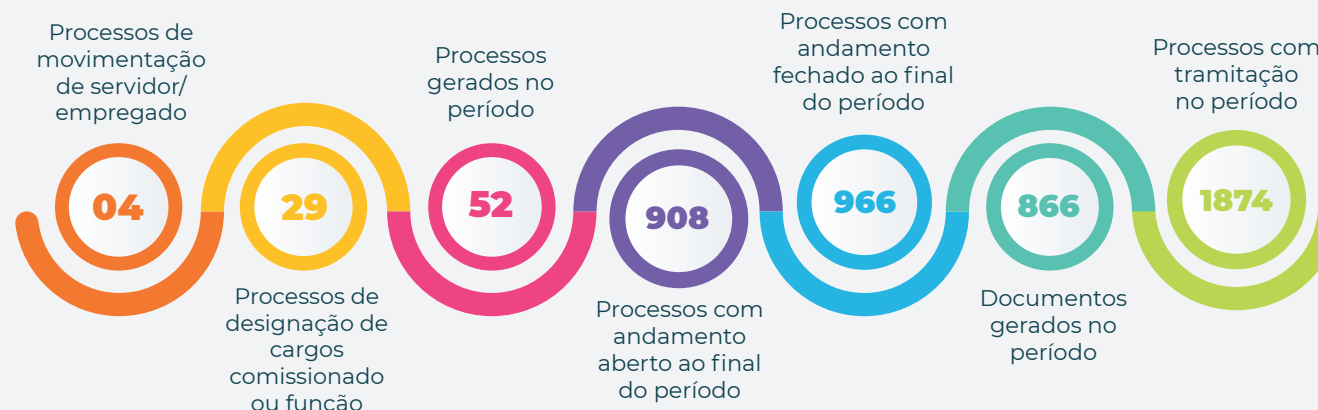 Processos de
movimentação
de servidor/
empregado
04
29
Processos de
designação de
cargos
comissionado
ou função
Processos
gerados no
período
52
908
Processos com
andamento
aberto ao final
do período
Processos com
andamento
fechado ao final
do período
966
866
Documentos
gerados no
período
Processos com
tramitação
no período
1874